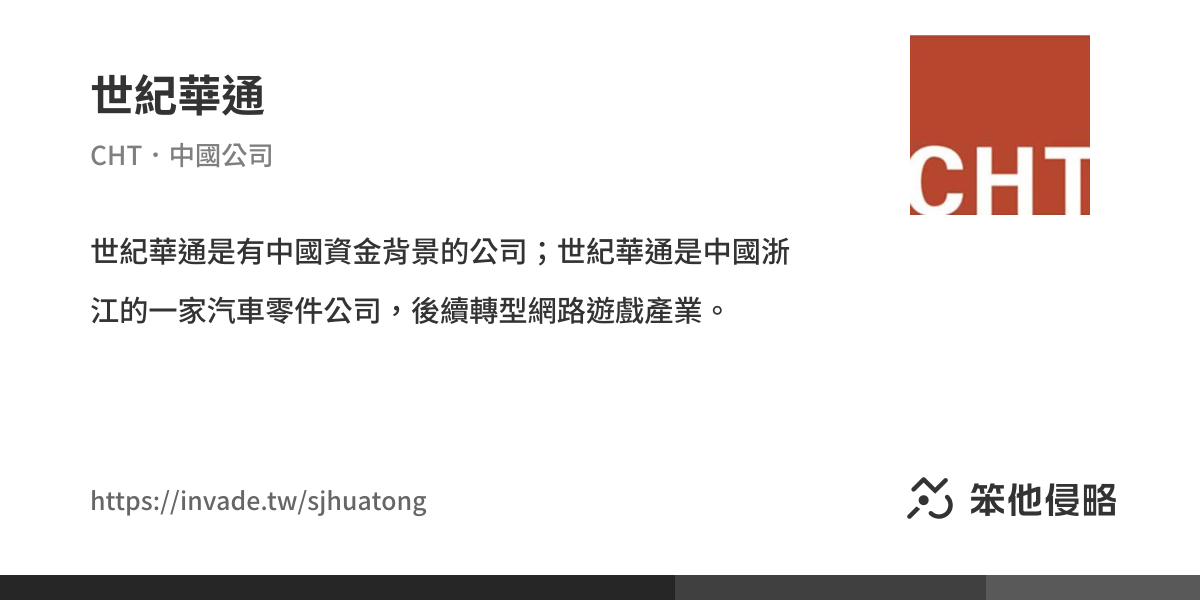 世紀華通
CHT・中國公司
CHT
世紀華通是有中國資金背景的公司；世紀華通是中國浙
江的一家汽車零件公司，後續轉型網路遊戲產業。
https://invade.tw/sjhuatong
笨他侵略